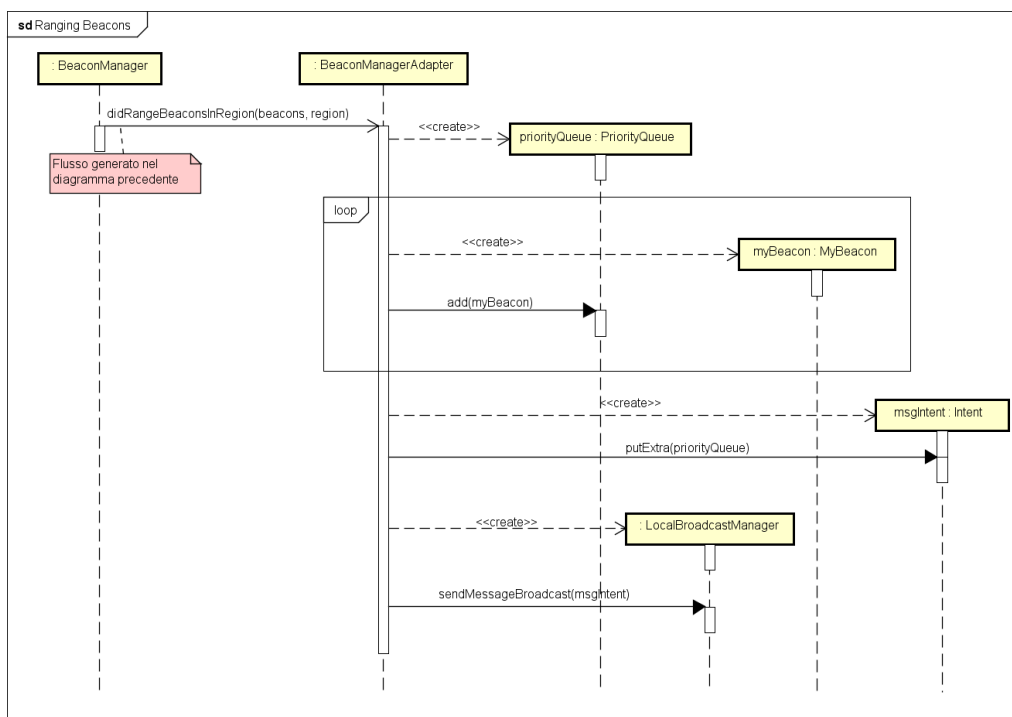 sd Ranging Beacons
: BeaconManager
: BeaconManagerAdapter
didRangeBeaconsInRegion(beacons, region)
<<create>>
priorityQueue : PriorityQueue
Flusso generato nel
diagramma precedente
loop
<<create>>
myBeacon : MyBeacon
add(myBeacon)
<<create>>
msgIntent : Intent
putExtra(priorityQueue)
<<create>>
: LocalBroadcastManager
sendMessageBroadcast(msgIntent)